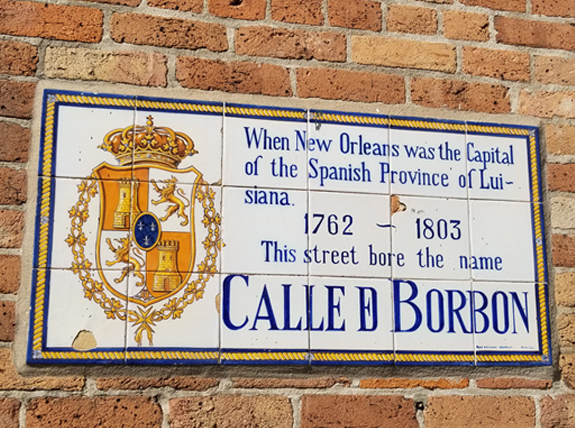 When New Orleans was the Capital
of the Spanish Province of Lui-
siana.
1762 ~ 1803
This street bore the name
CALLE D BORBON